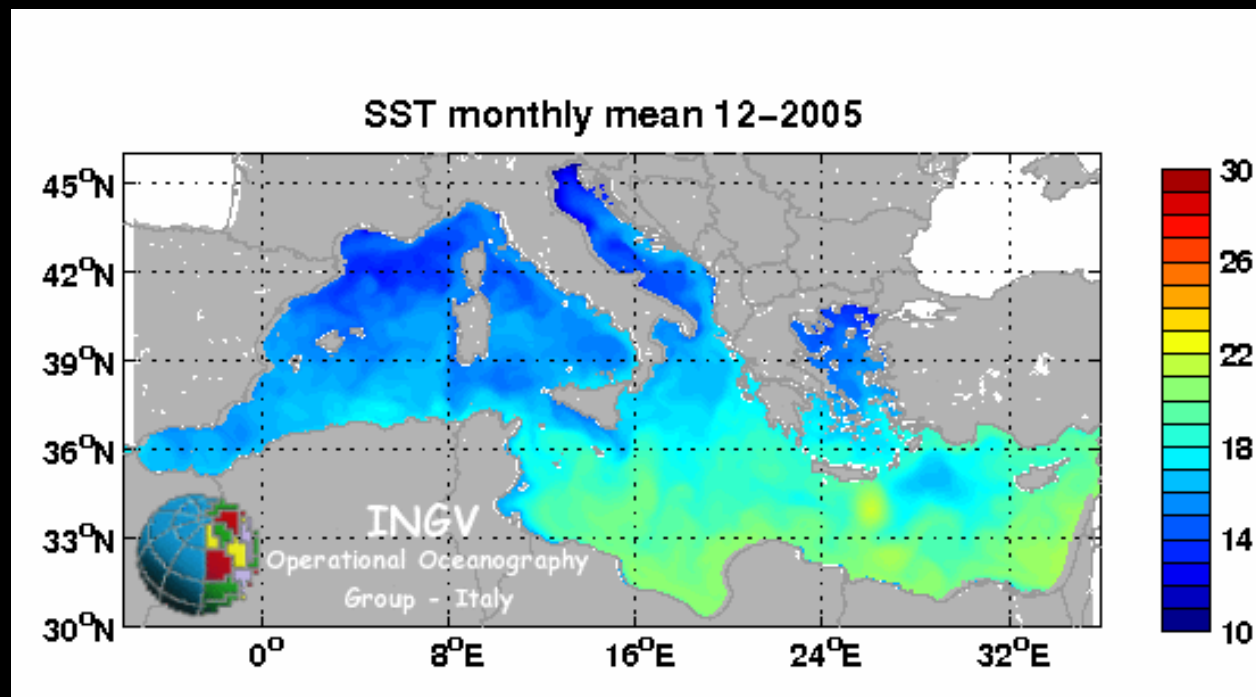 SST monthly mean 12-2005
45°N
42°N
39°N
36°N
33°N
30°N
0°
8°E
16°E
24°E
32°E
30
26
22
18
14
10
INGV
Operational Oceanography
Group - Italy